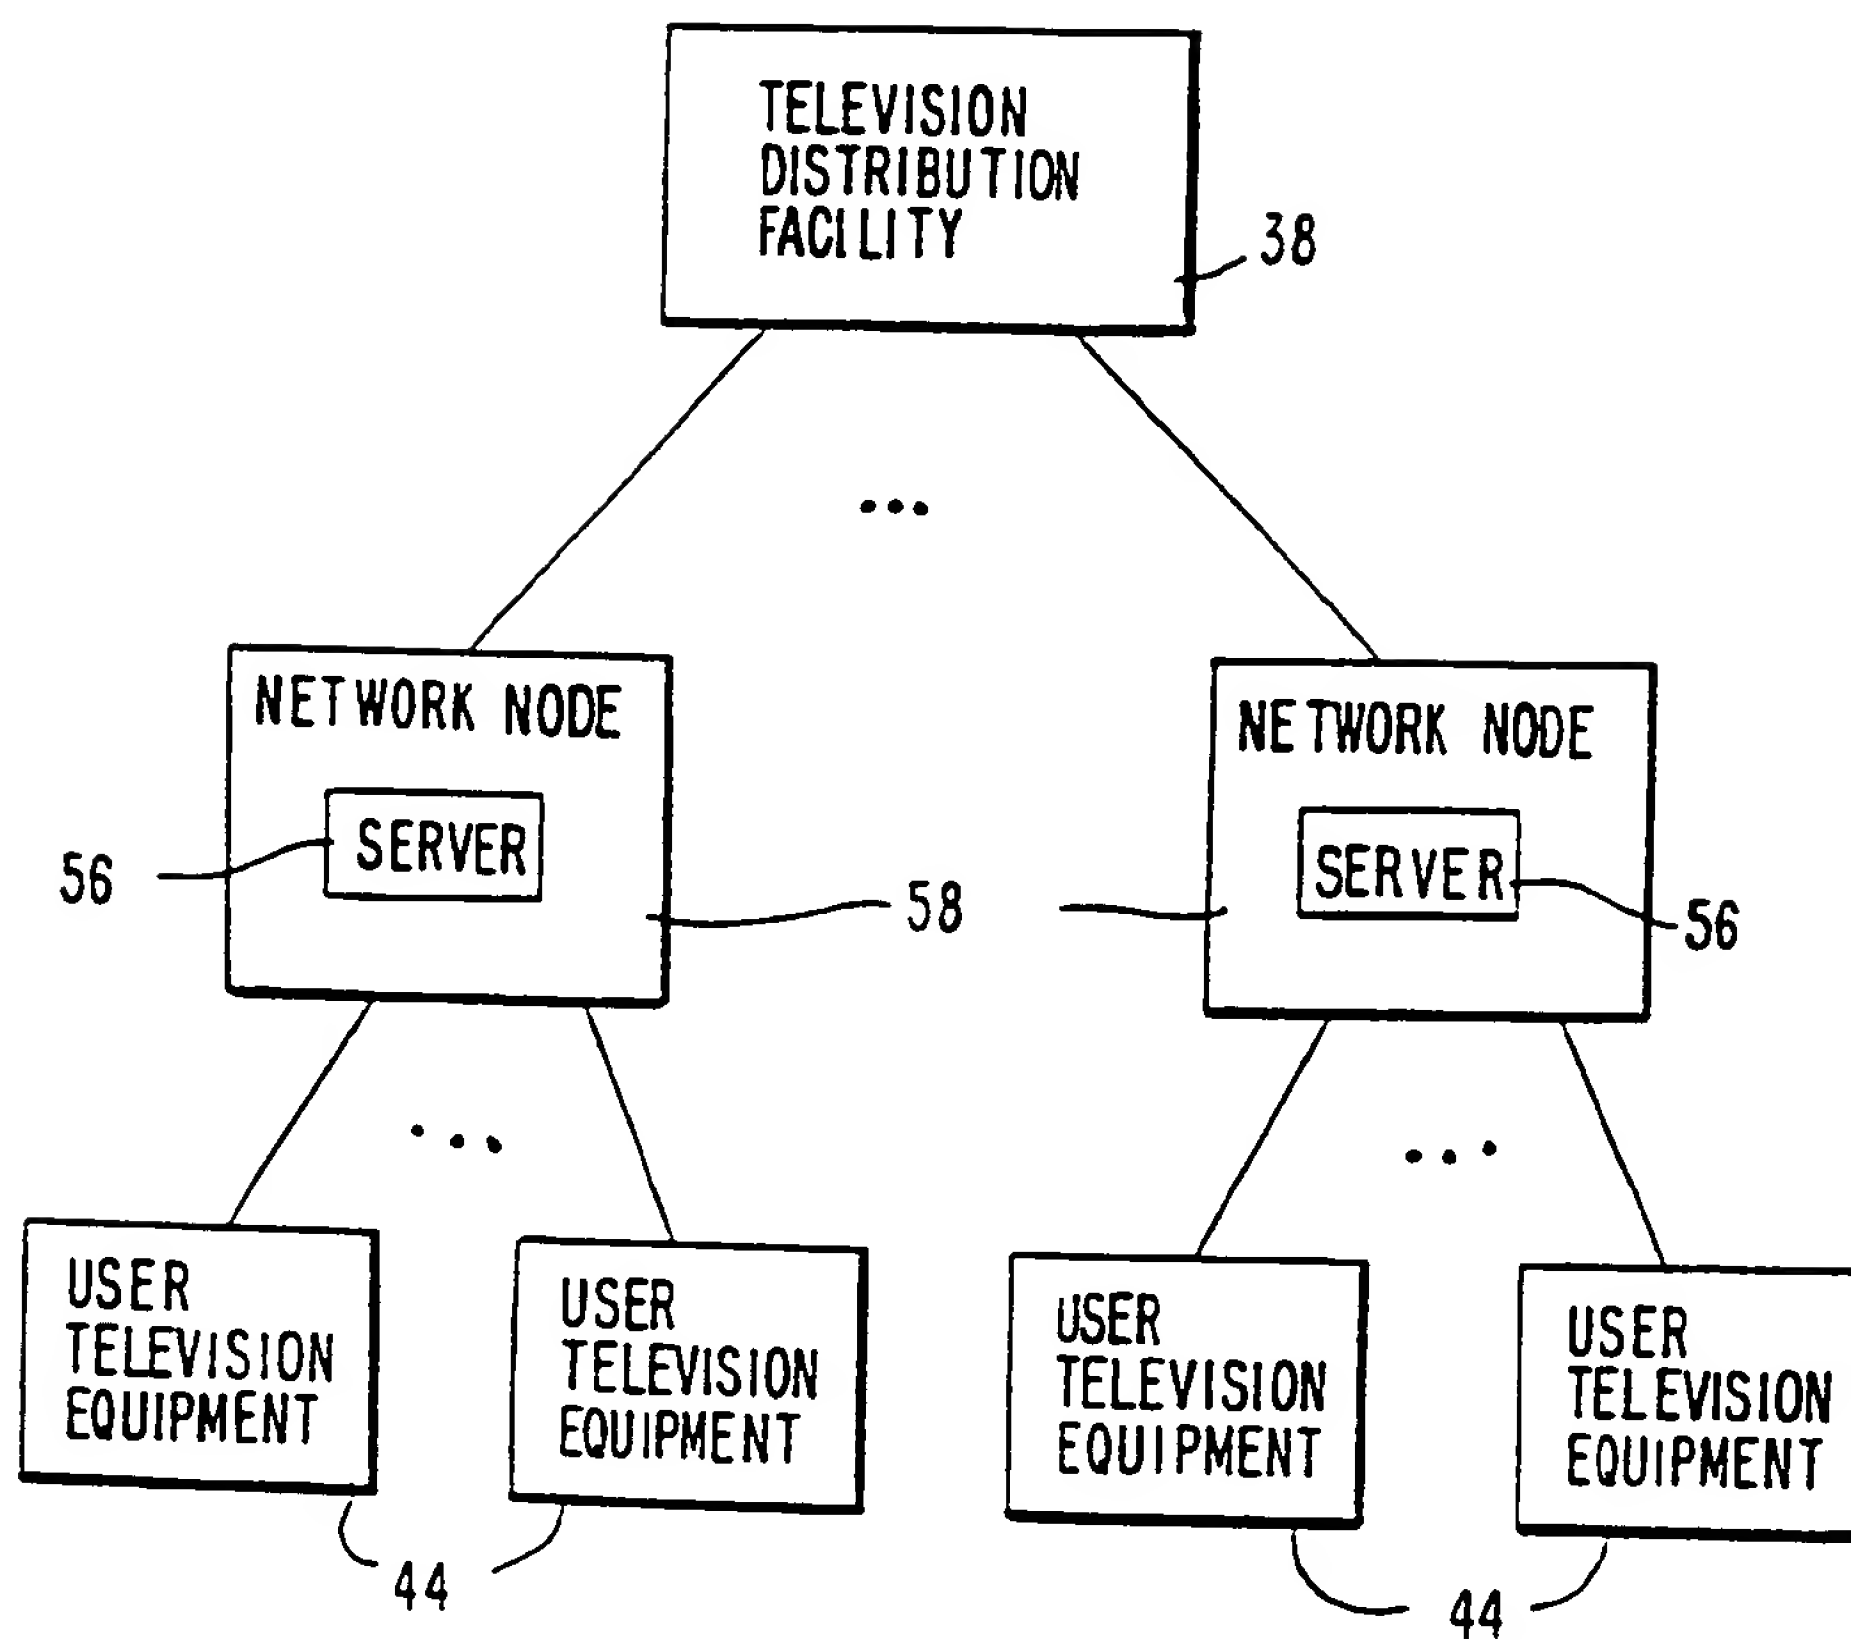 TELEVISION
DISTRIBUTION
FACILITY
38
NETWORK NODE
SERVER
56
58
NETWORK NODE
SERVER
56
USER
TELEVISION
EQUIPMENT
USER
TELEVISION
EQUIPMENT
44
USER
TELEVISION
EQUIPMENT
USER
TELEVISION
EQUIPMENT
44